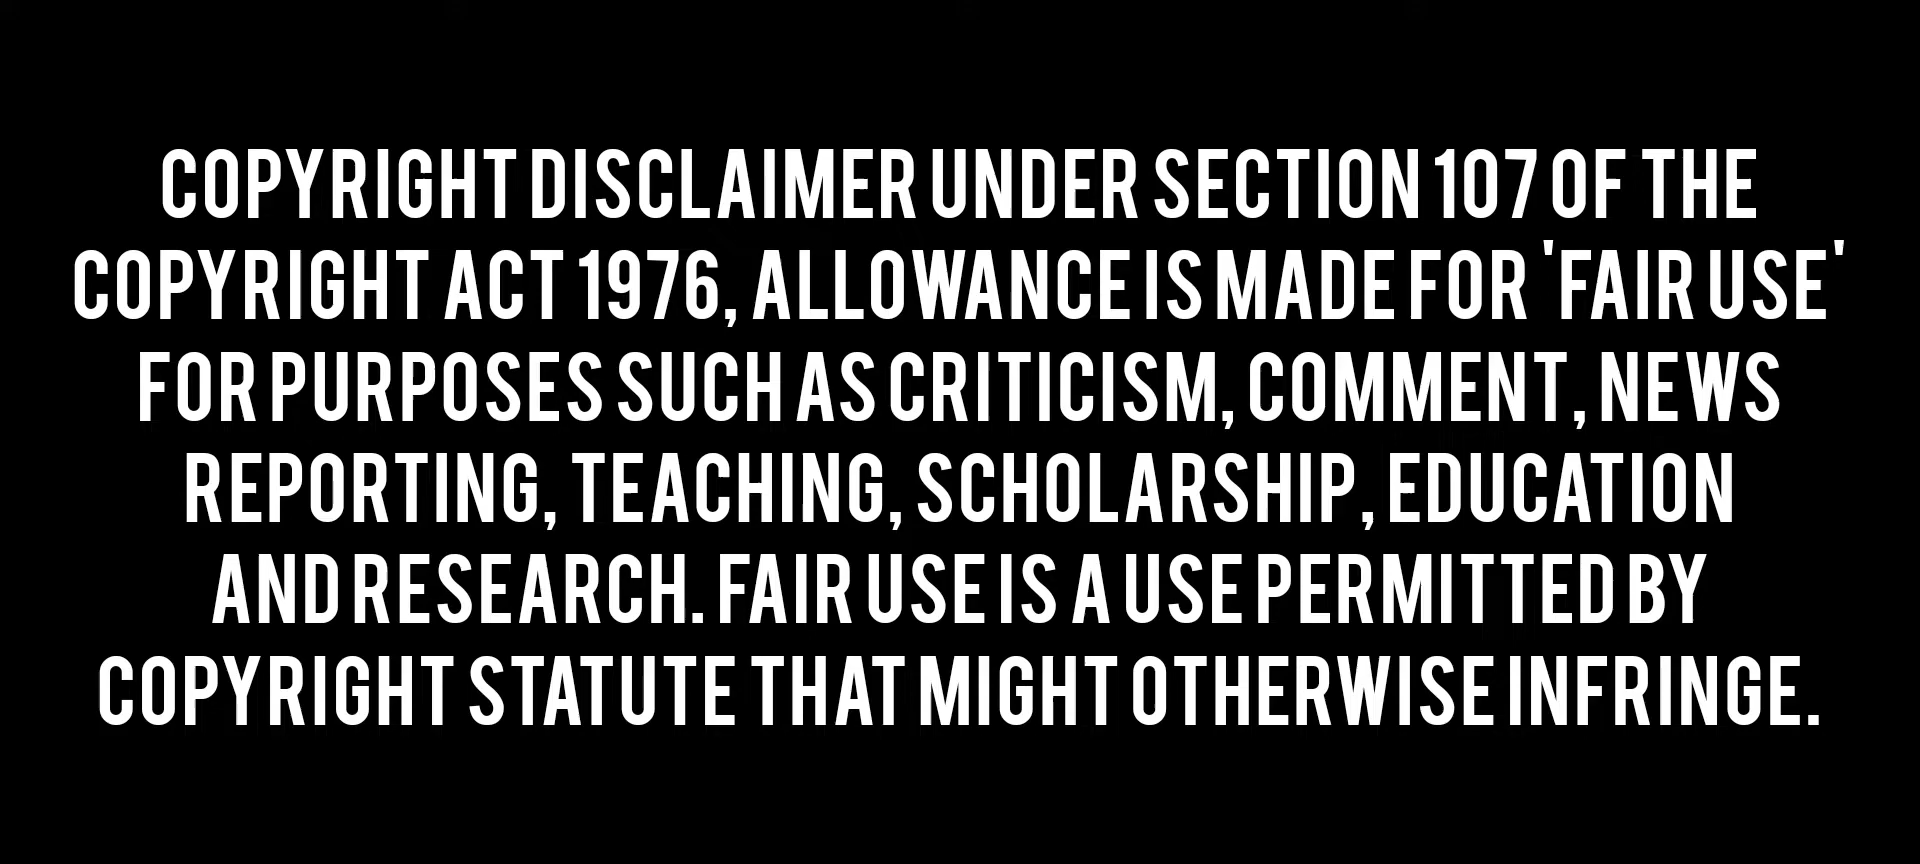 COPYRIGHT DISCLAIMER UNDER SECTION 107 OF THE
COPYRIGHT ACT 1976, ALLOWANCE IS MADE FOR 'FAIR USE'
FOR PURPOSES SUCH AS CRITICISM, COMMENT, NEWS
REPORTING, TEACHING, SCHOLARSHIP, EDUCATION
AND RESEARCH. FAIR USE IS A USE PERMITTED BY
COPYRIGHT STATUTE THAT MIGHT OTHERWISE INFRINGE.